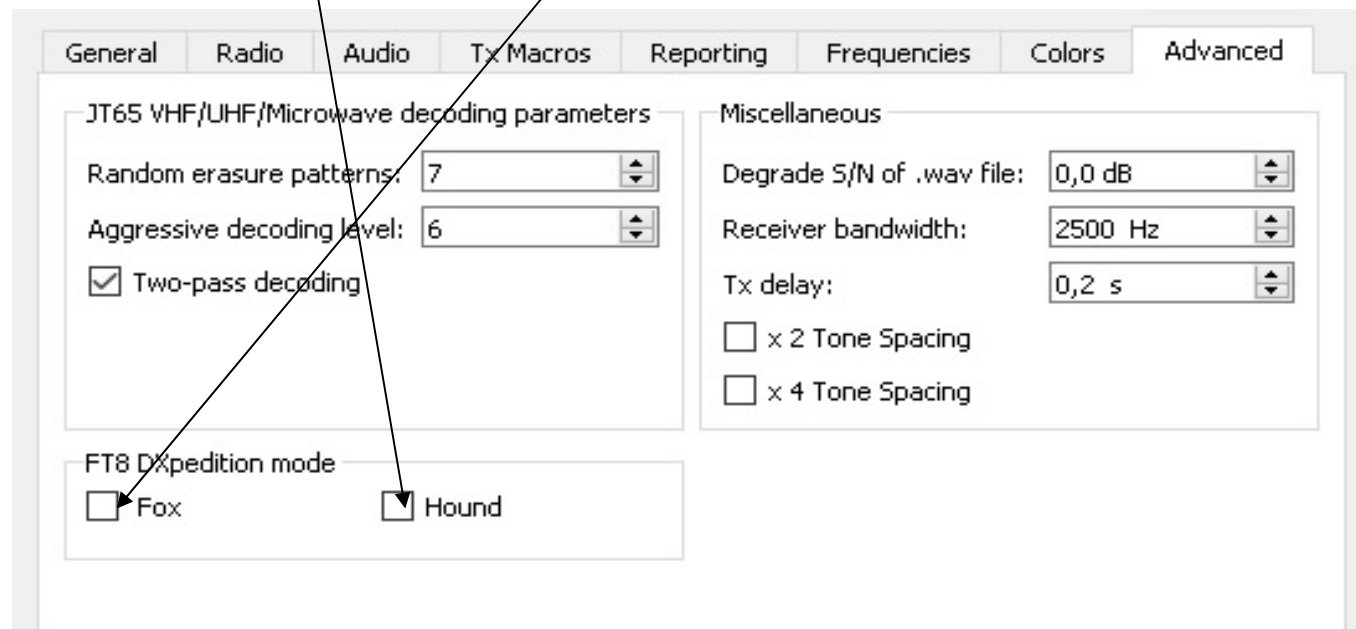 General Radio Audio Tx Macros Reporting Frequencies Colors Advanced
JT65 VHF/UHF/Microwave decoding parameters
Random erasure patterns: 7
Aggressive decoding level: 6
Two-pass decoding
Miscellaneous
Degrade S/N of .wav file: 0,0 dB
Receiver bandwidth: 2500 Hz
Tx delay: 0,2 s
x 2 Tone Spacing
x 4 Tone Spacing
FT8 DXpedition mode
Fox Hound